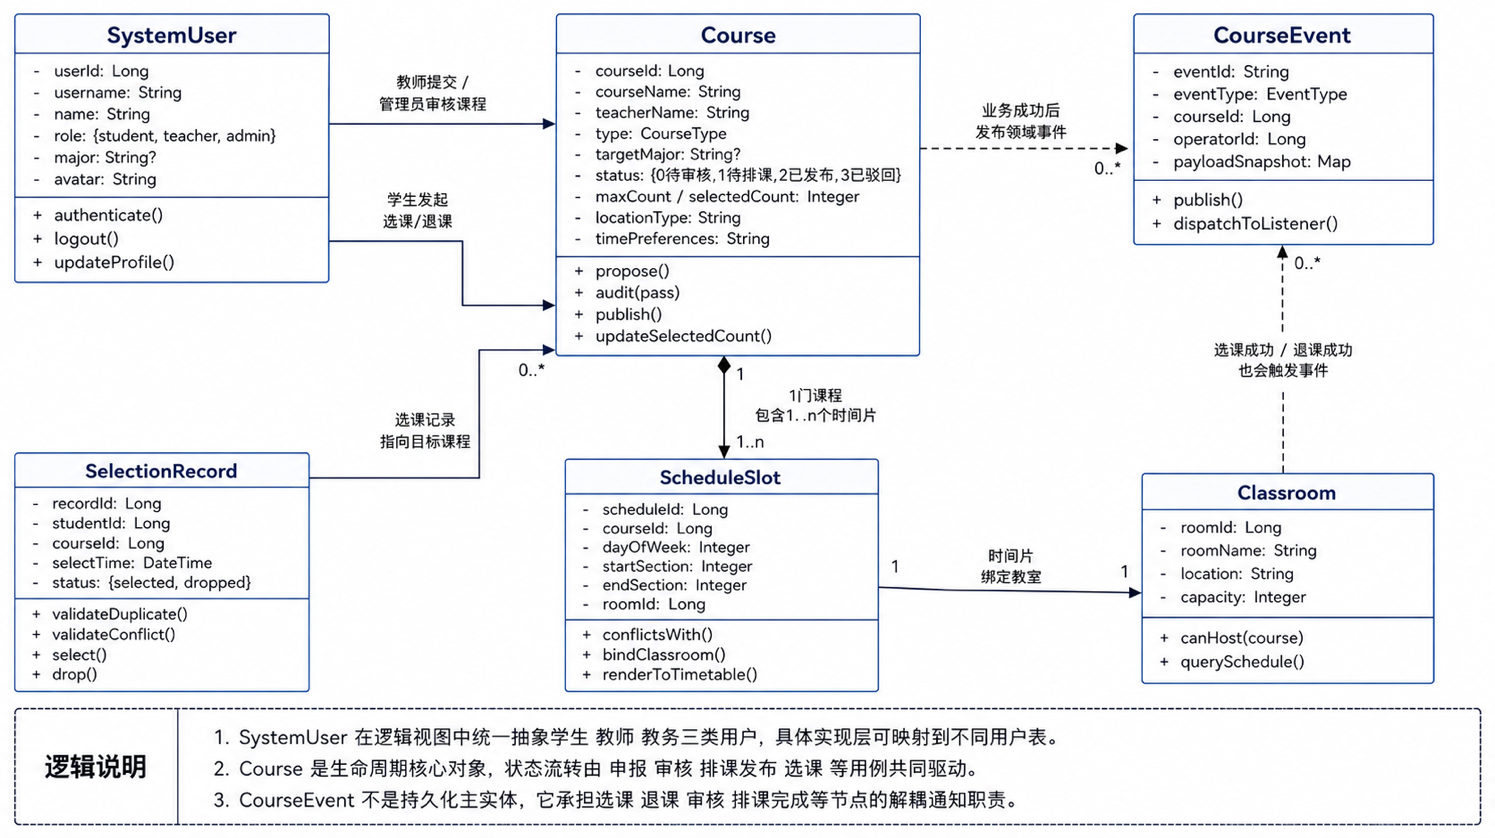 SystemUser
- userId: Long
- username: String
- name: String
- role: {student, teacher, admin}
- major: String?
- avatar: String
+ authenticate()
+ logout()
+ updateProfile()
教师提交 /
管理员审核课程
学生发起
选课/退课
Course
- courseId: Long
- courseName: String
- teacherName: String
- type: CourseType
- targetMajor: String?
- status: {0待审核,1待排课,2已发布,3已驳回}
- maxCount / selectedCount: Integer
- locationType: String
- timePreferences: String
+ propose()
+ audit(pass)
+ publish()
+ updateSelectedCount()
业务成功后
发布领域事件
0..*
CourseEvent
- eventId: String
- eventType: EventType
- courseId: Long
- operatorId: Long
- payloadSnapshot: Map
+ publish()
+ dispatchToListener()
0..*
选课成功 / 退课成功
也会触发事件
0..*
选课记录
指向目标课程
1
1门课程
包含1..n个时间片
1..n
SelectionRecord
- recordId: Long
- studentId: Long
- courseId: Long
- selectTime: DateTime
- status: {selected, dropped}
+ validateDuplicate()
+ validateConflict()
+ select()
+ drop()
ScheduleSlot
- scheduleId: Long
- courseId: Long
- dayOfWeek: Integer
- startSection: Integer
- endSection: Integer
- roomId: Long
+ conflictsWith()
+ bindClassroom()
+ renderToTimetable()
1
时间片
绑定教室
1
Classroom
- roomId: Long
- roomName: String
- location: String
- capacity: Integer
+ canHost(course)
+ querySchedule()
逻辑说明
1. SystemUser 在逻辑视图中统一抽象学生 教师 教务三类用户，具体实现层可映射到不同用户表。
2. Course 是生命周期核心对象，状态流转由 申报 审核 排课发布 选课 等用例共同驱动。
3. CourseEvent 不是持久化主实体，它承担选课 退课 审核 排课完成等节点的解耦通知职责。